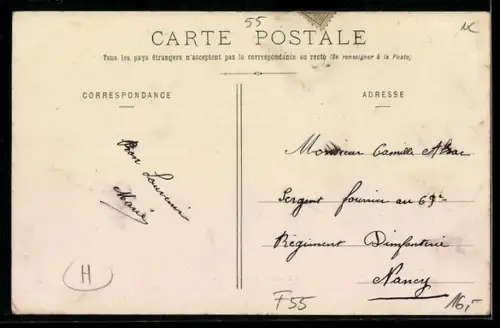 55
nc
CARTE POSTALE
Tous les pays étrangers n'acceptent pas la correspondance au recto (Se renseigner à la Poste)
CORRESPONDANCE
ADRESSE
Bon Souvenir
Marie
Monsieur Camille
Sergent fourrier au 69e
Régiment D'infanterie
Nancy
H
F55
16,-